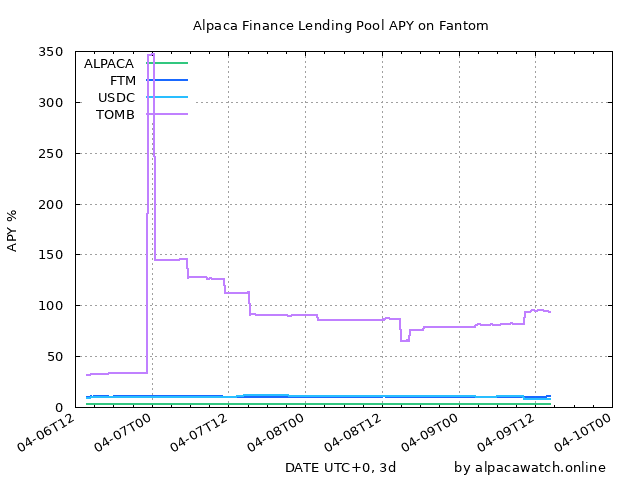 Alpaca Finance Lending Pool APY on Fantom
350
300
250
200
150
100
50
0
APY %
ALPACA
FTM
USDC
TOMB
04-06T12
04-07T00
04-07T12
04-08T00
04-08T12
04-09T00
04-09T12
04-10T00
DATE UTC+0, 3d
by alpacawatch.online